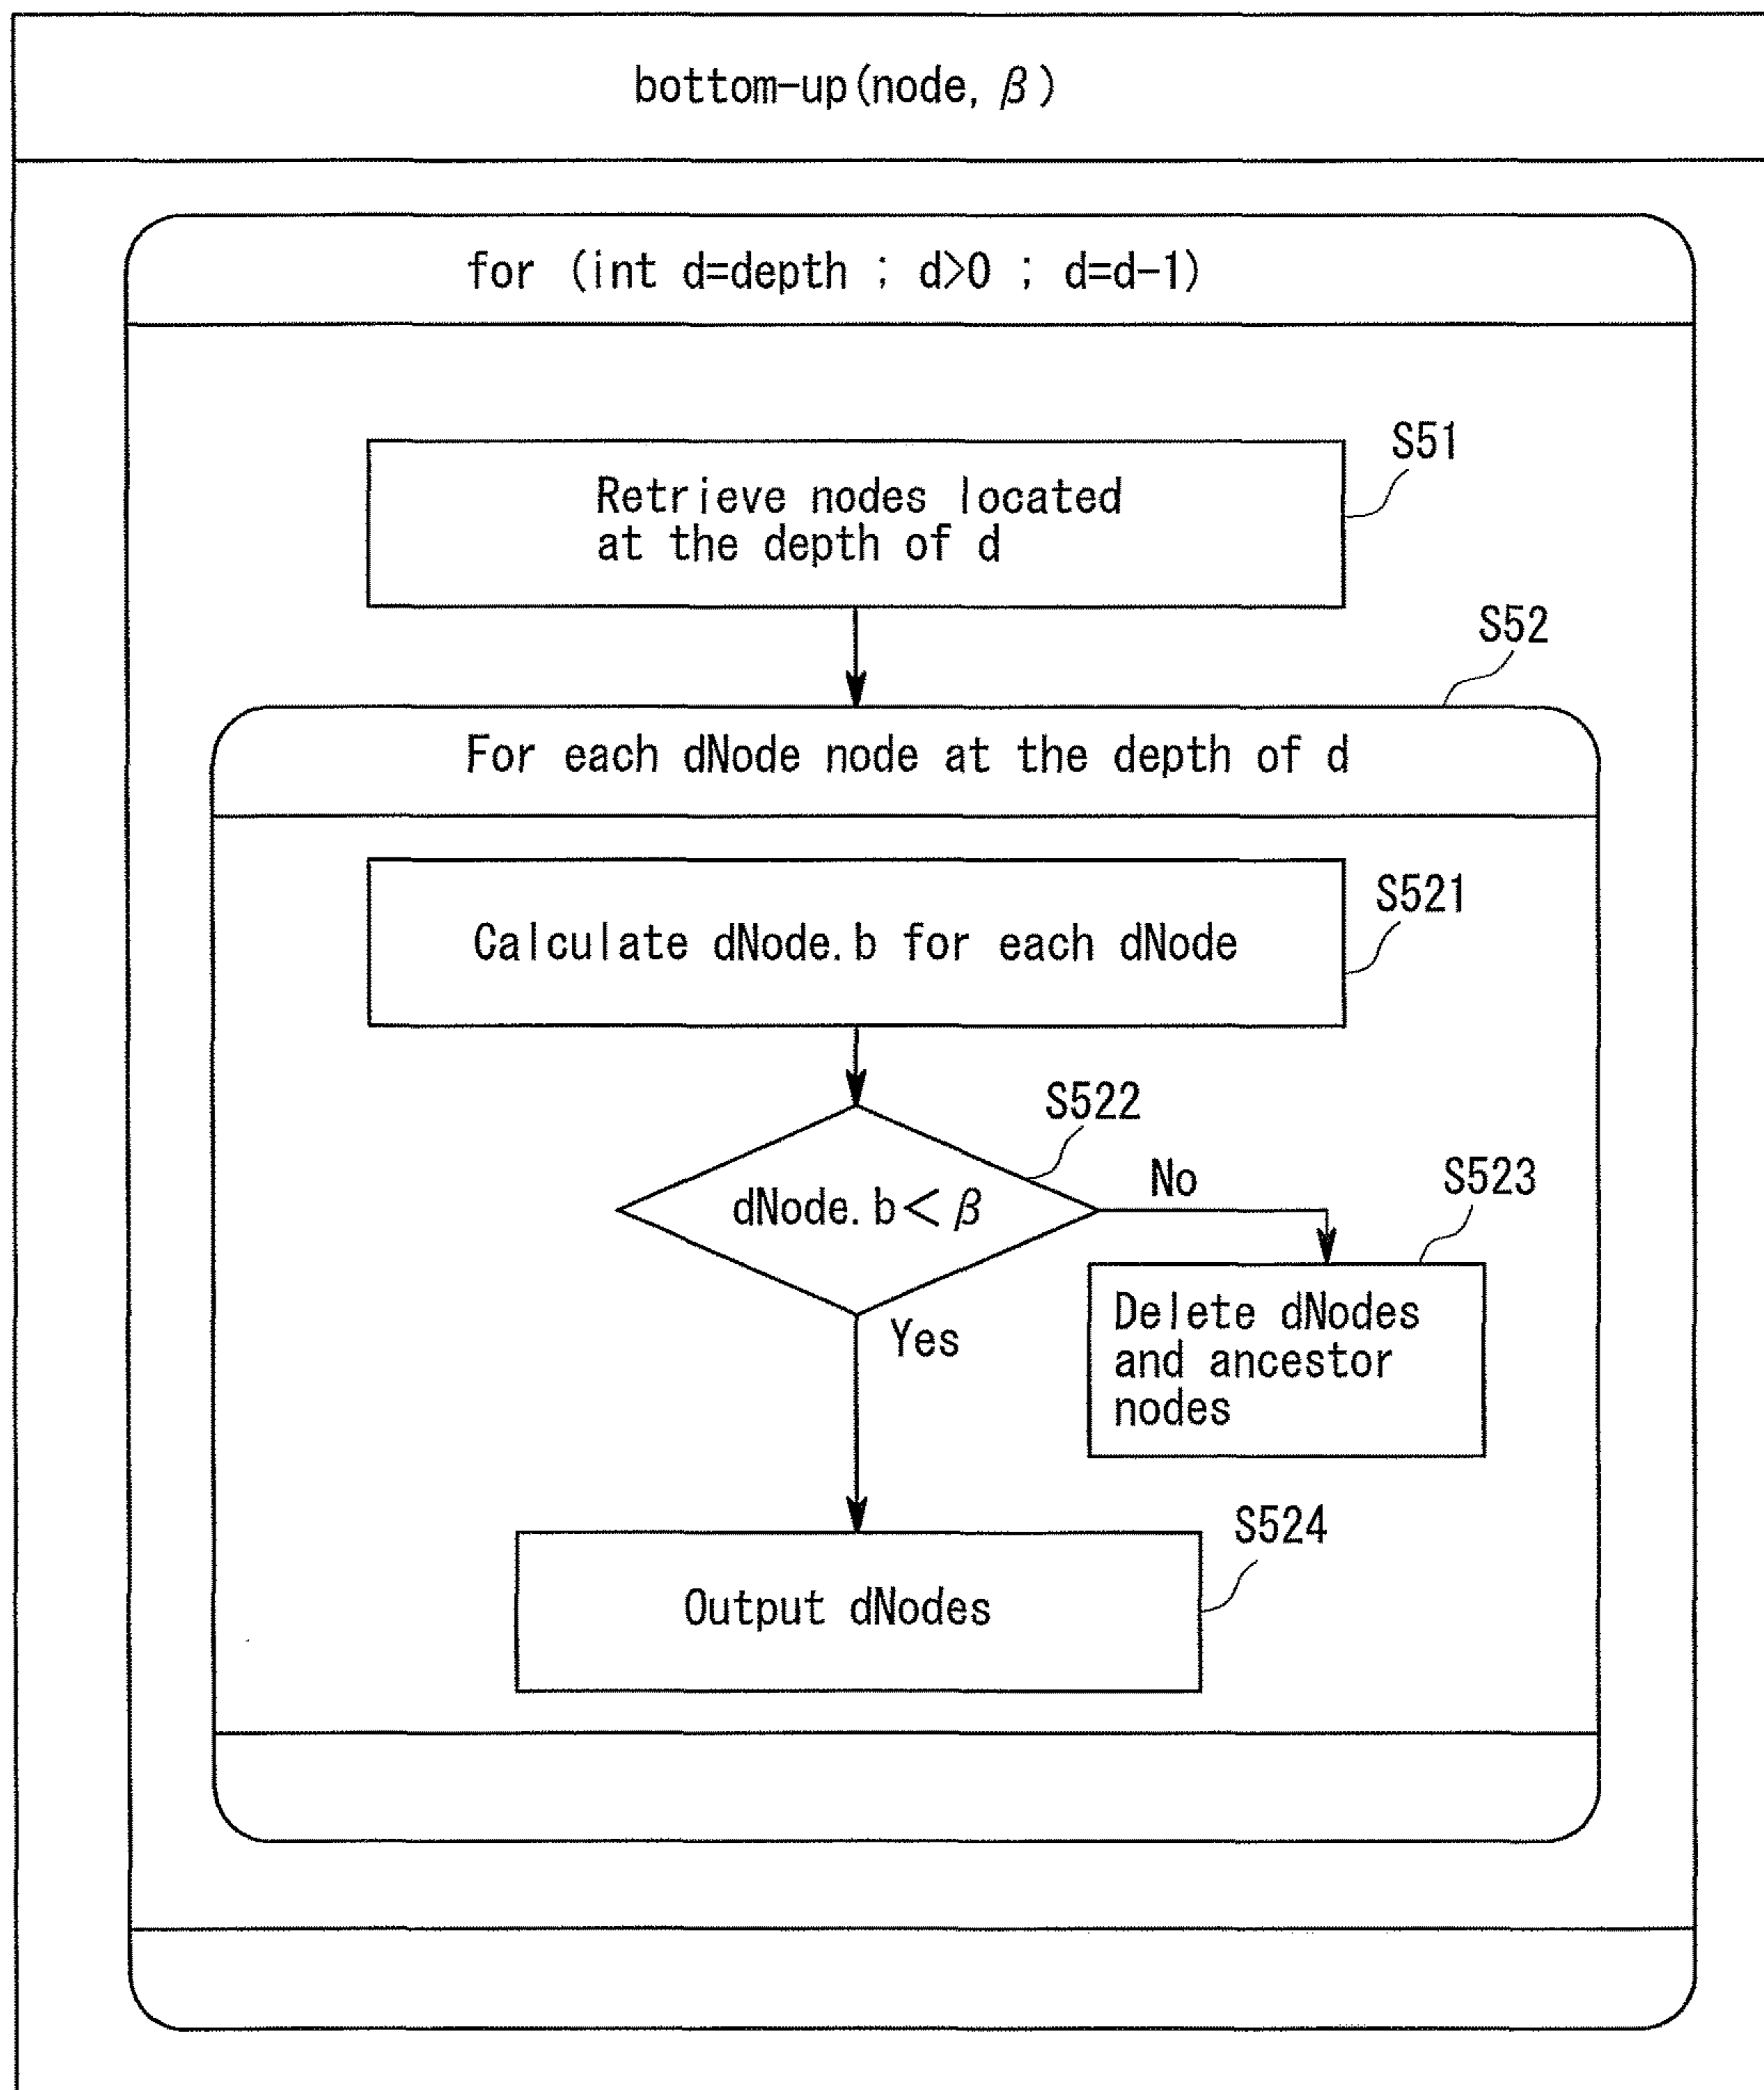 bottom-up(node, β)
for (int d=depth ; d>0 ; d=d-1)
S51
Retrieve nodes located
at the depth of d
S52
For each dNode node at the depth of d
S521
Calculate dNode.b for each dNode
S522
dNode.b<β
No
S523
Delete dNodes
and ancestor
nodes
Yes
S524
Output dNodes